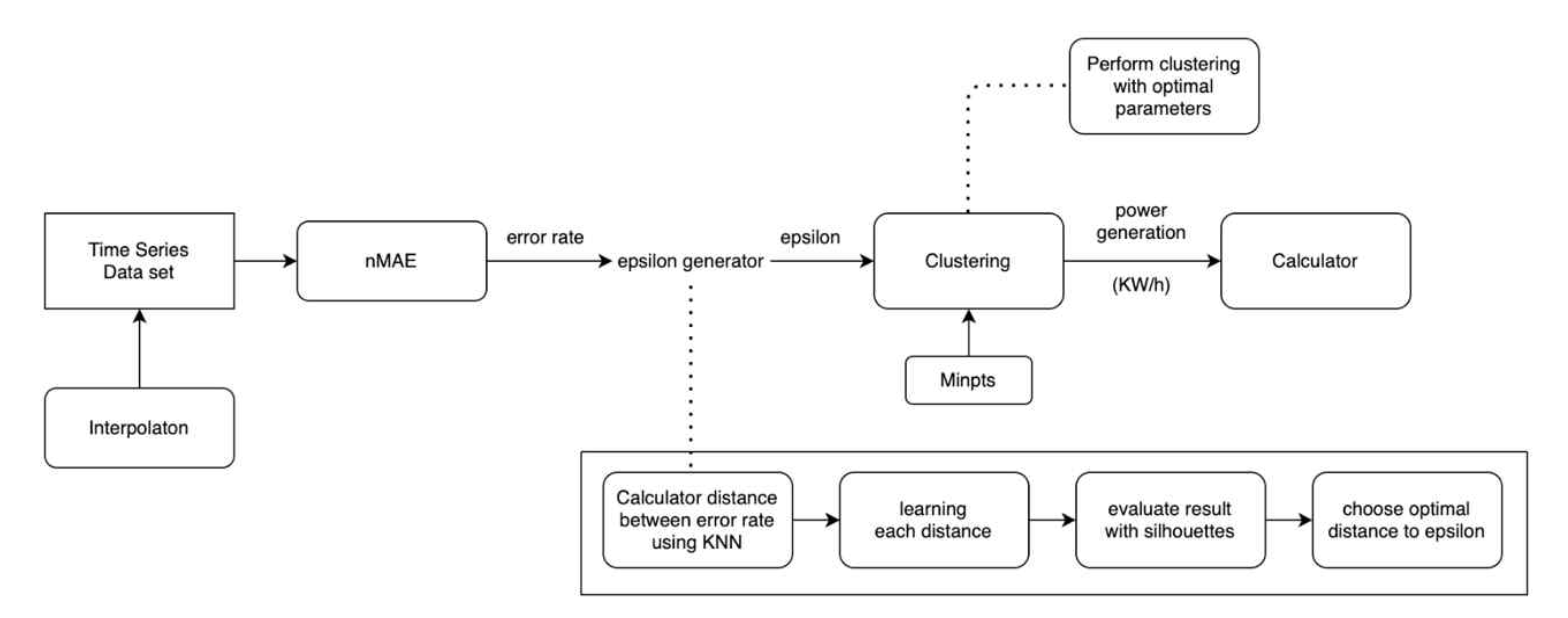 Perform clustering
with optimal
parameters
Time Series
Data set
nMAE
error rate
epsilon generator
epsilon
Clustering
power
generation
(KW/h)
Calculator
Minpts
Interpolaton
Calculator distance
between error rate
using KNN
learning
each distance
evaluate result
with silhouettes
choose optimal
distance to epsilon